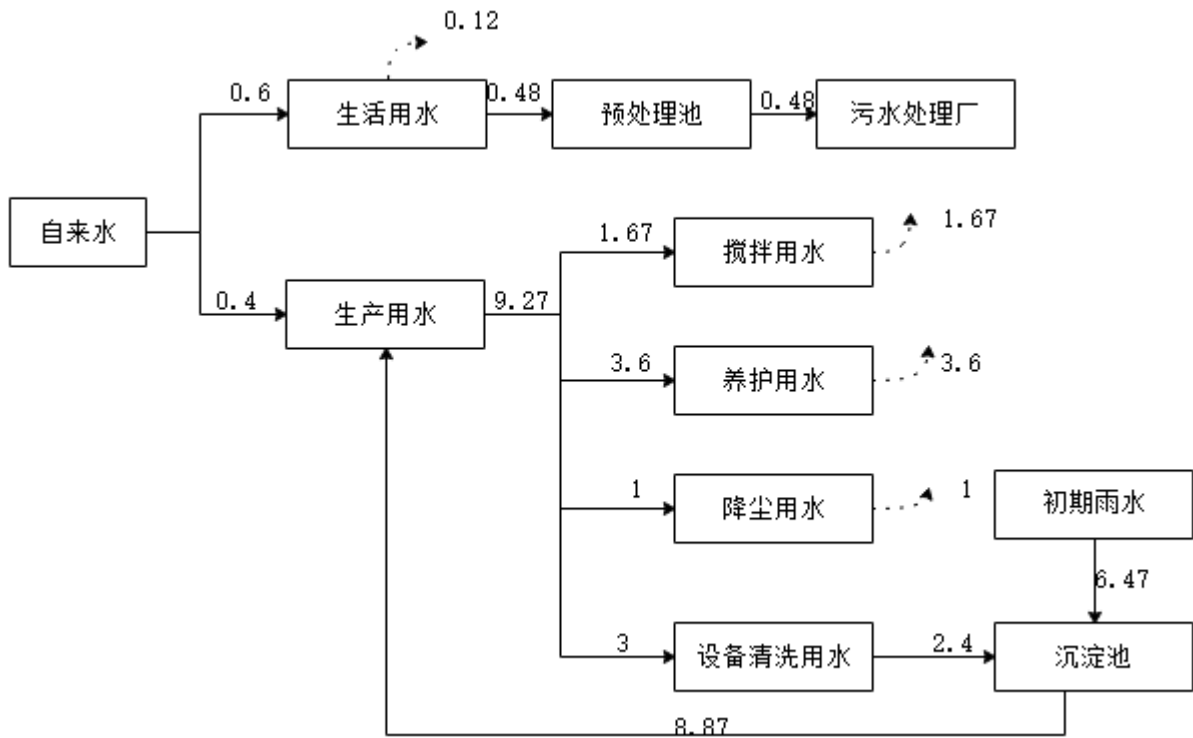 0.12
0.6
生活用水
0.48
预处理池
0.48
污水处理厂
自来水
0.4
生产用水
9.27
1.67
搅拌用水
1.67
3.6
养护用水
3.6
1
降尘用水
1
初期雨水
6.47
3
设备清洗用水
2.4
沉淀池
8.87